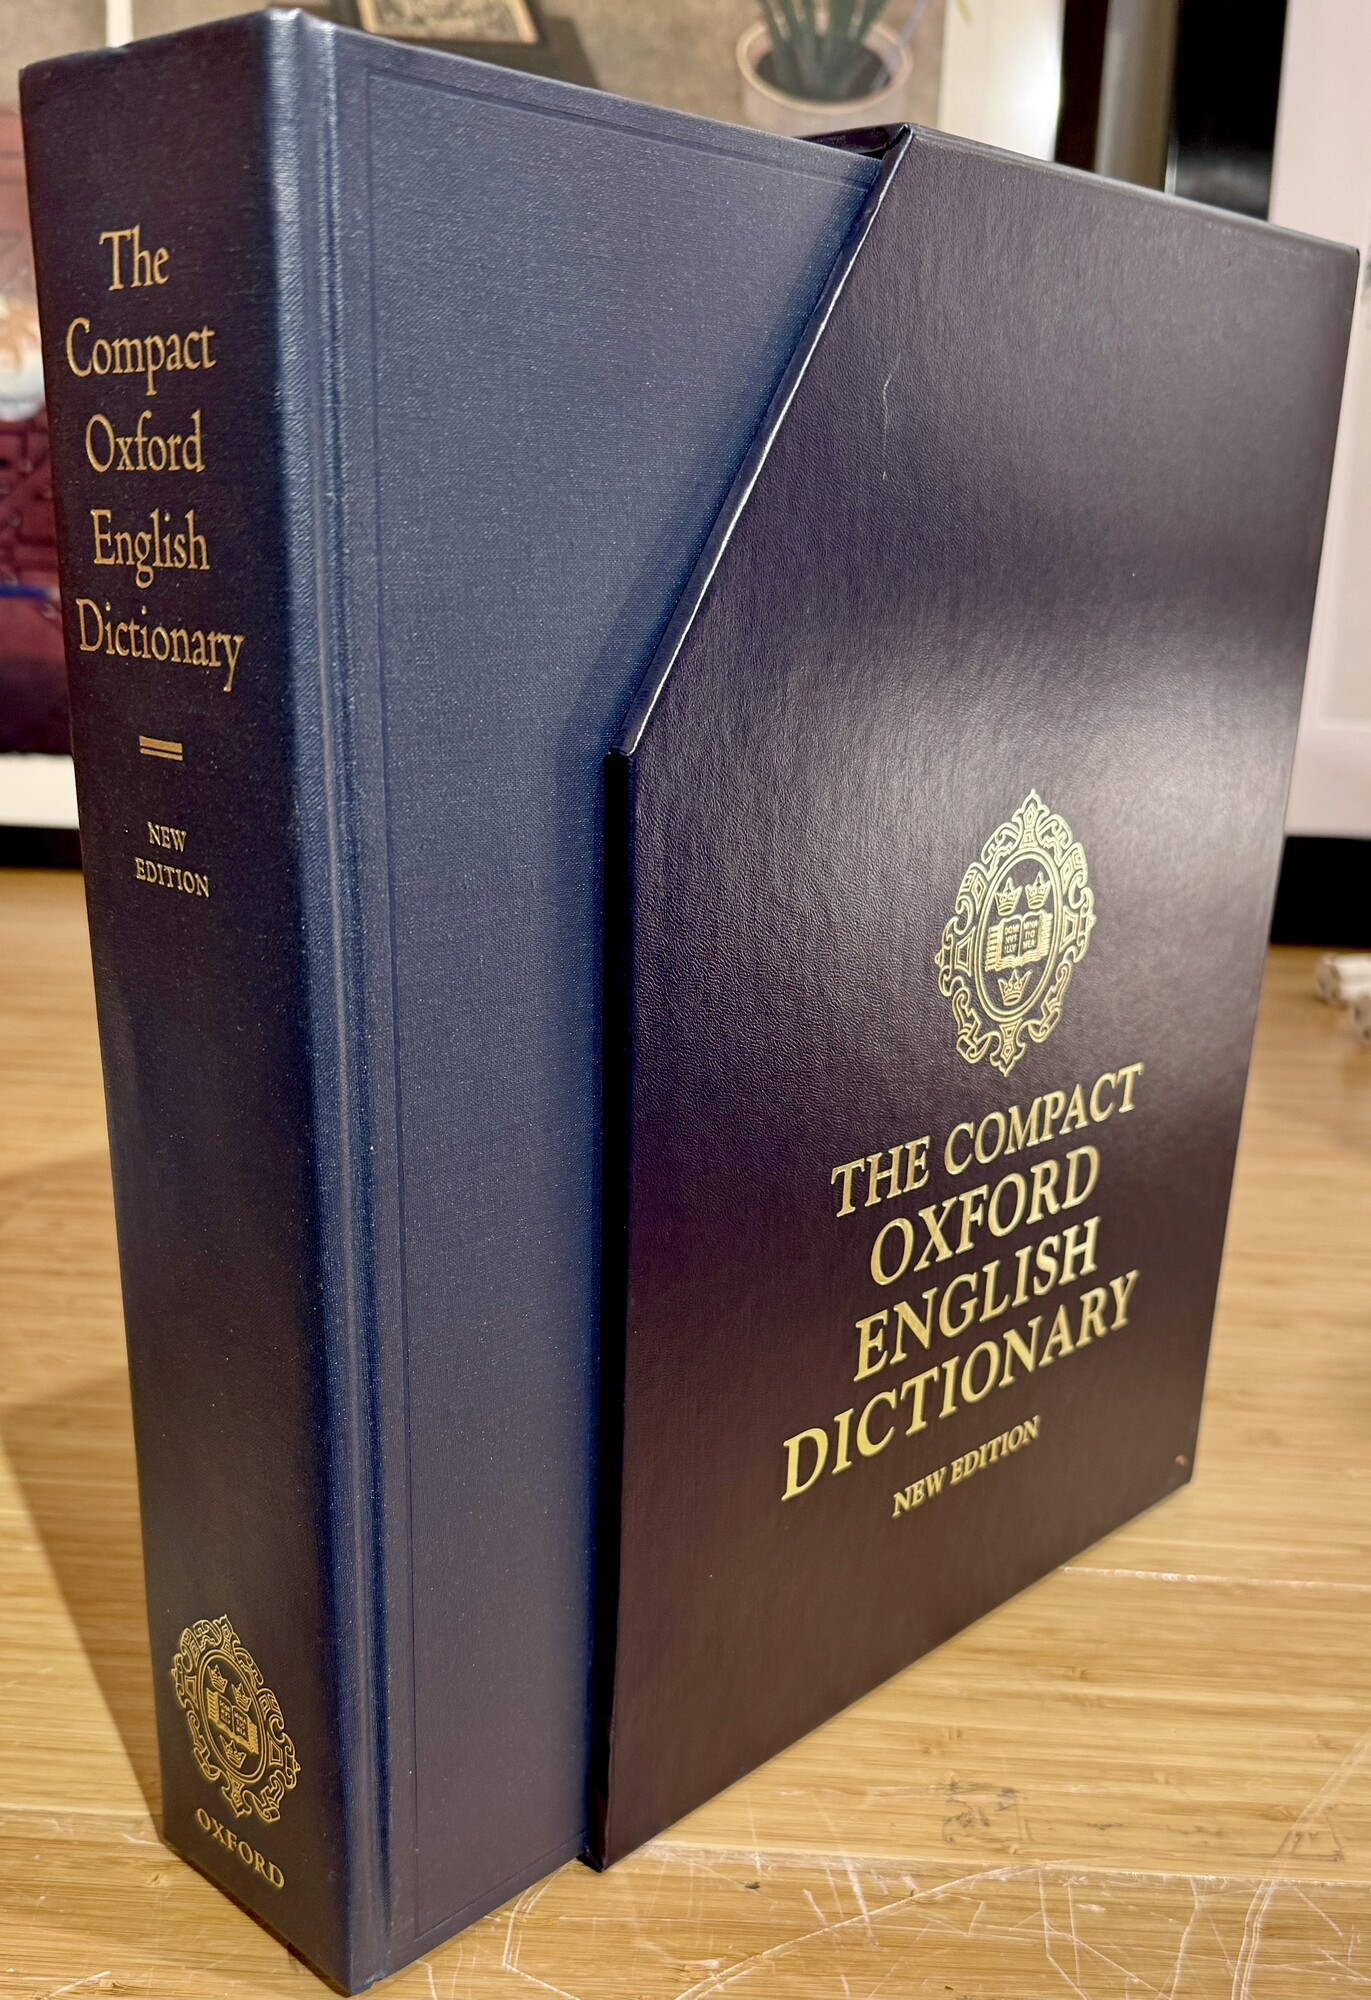 The
Compact
Oxford
English
Dictionary
NEW
EDITION
OXFORD
THE COMPACT
OXFORD
ENGLISH
DICTIONARY
NEW EDITION